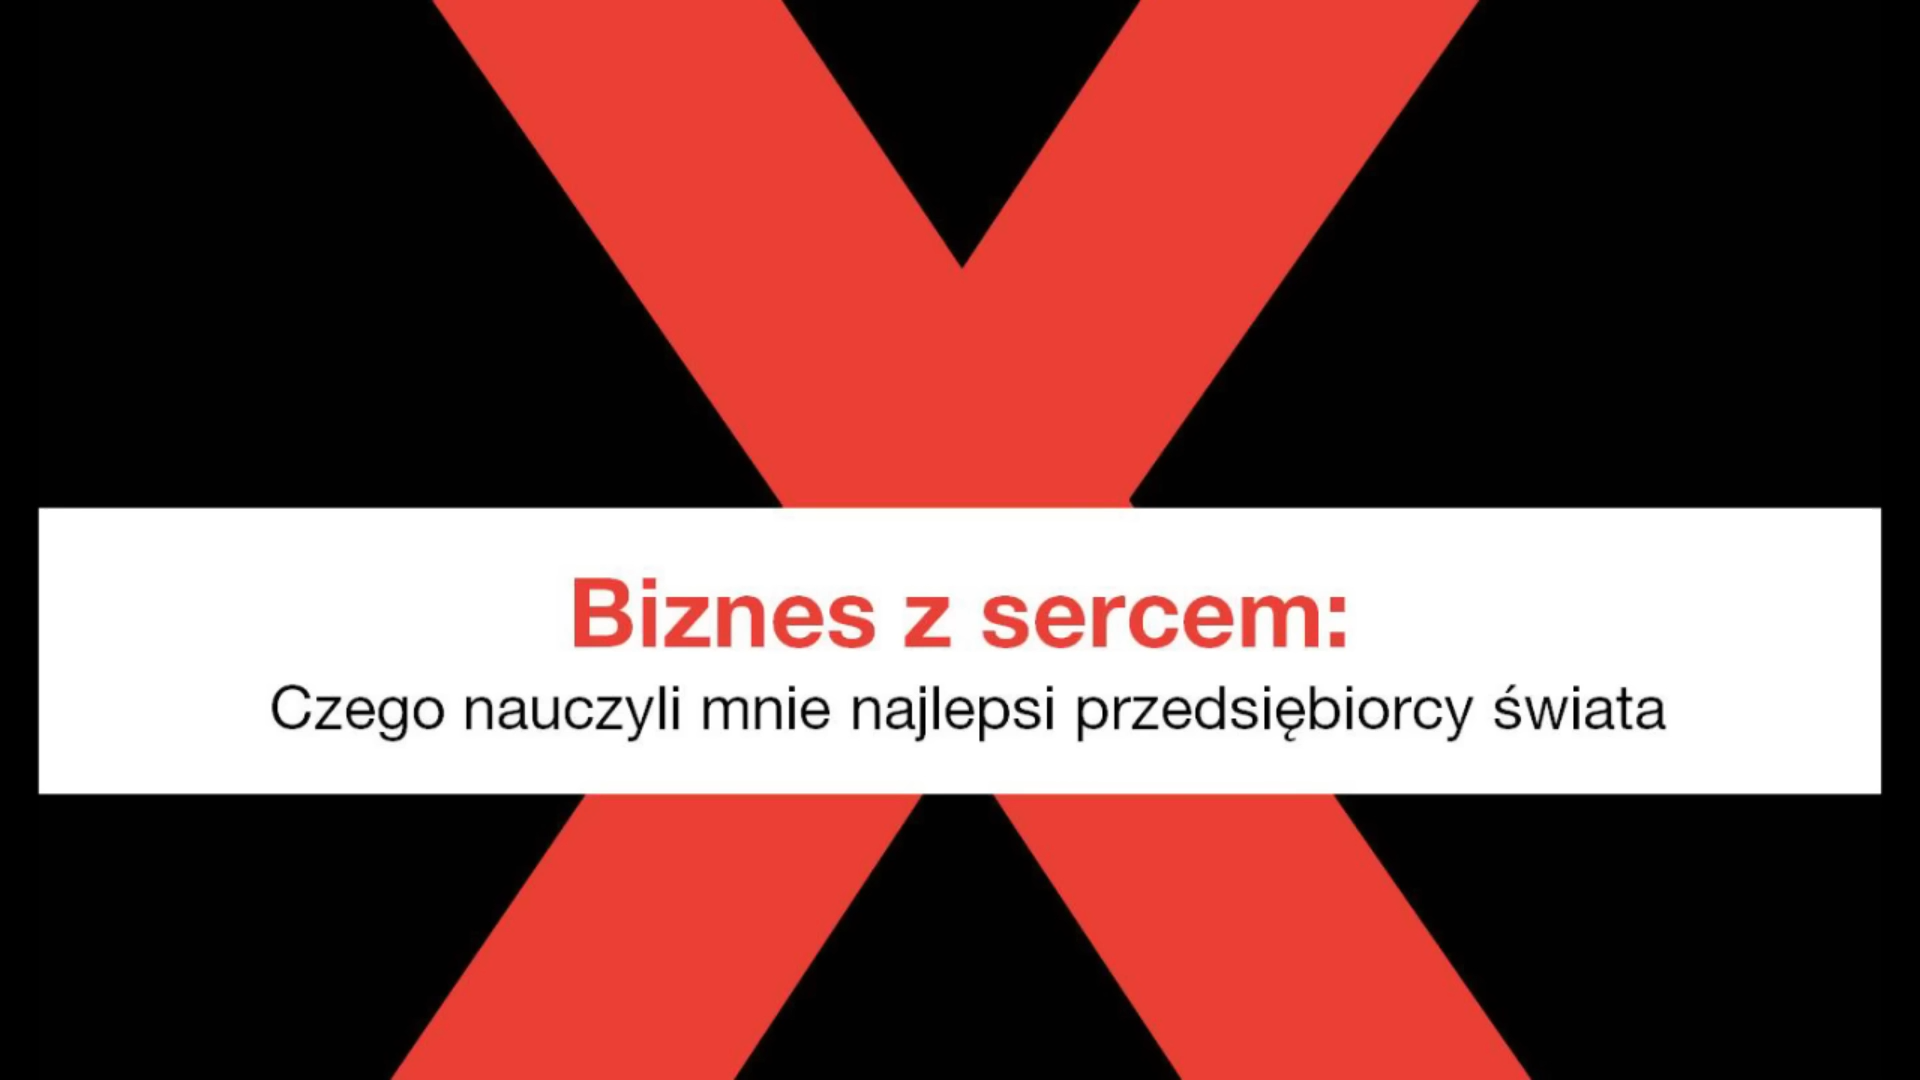 Biznes z sercem:
Czego nauczyli mnie najlepsi przedsiębiorcy świata